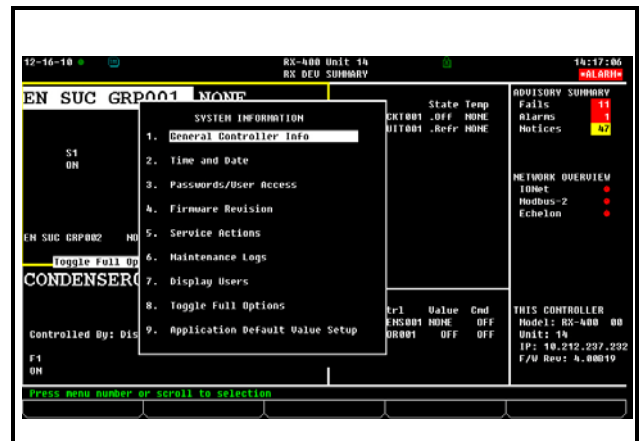 12-16-10
RX-400 Unit 14
14:17:06
RX DEV SUMMARY
*ALARM*
EN SUC GRP001 NONE
S1
ON
EN SUC GRP002 NO
Toggle Full Op
CONDENSER(
Controlled By: Dis
F1
ON
SYSTEM INFORMATION
1. General Controller Info
2. Time and Date
3. Passwords/User Access
4. Firmware Revision
5. Service Actions
6. Maintenance Logs
7. Display Users
8. Toggle Full Options
9. Application Default Value Setup
State Temp
CKT001 .Off NONE
UIT001 .Refr NONE
trl Value Cmd
ENS001 NONE OFF
OR001 OFF OFF
ADVISORY SUMMARY
Fails 11
Alarms 1
Notices 47
NETWORK OVERVIEW
IONet
Modbus-2
Echelon
THIS CONTROLLER
Model: RX-400 00
Unit: 14
IP: 10.212.237.232
F/W Rev: 4.00B19
Press menu number or scroll to selection